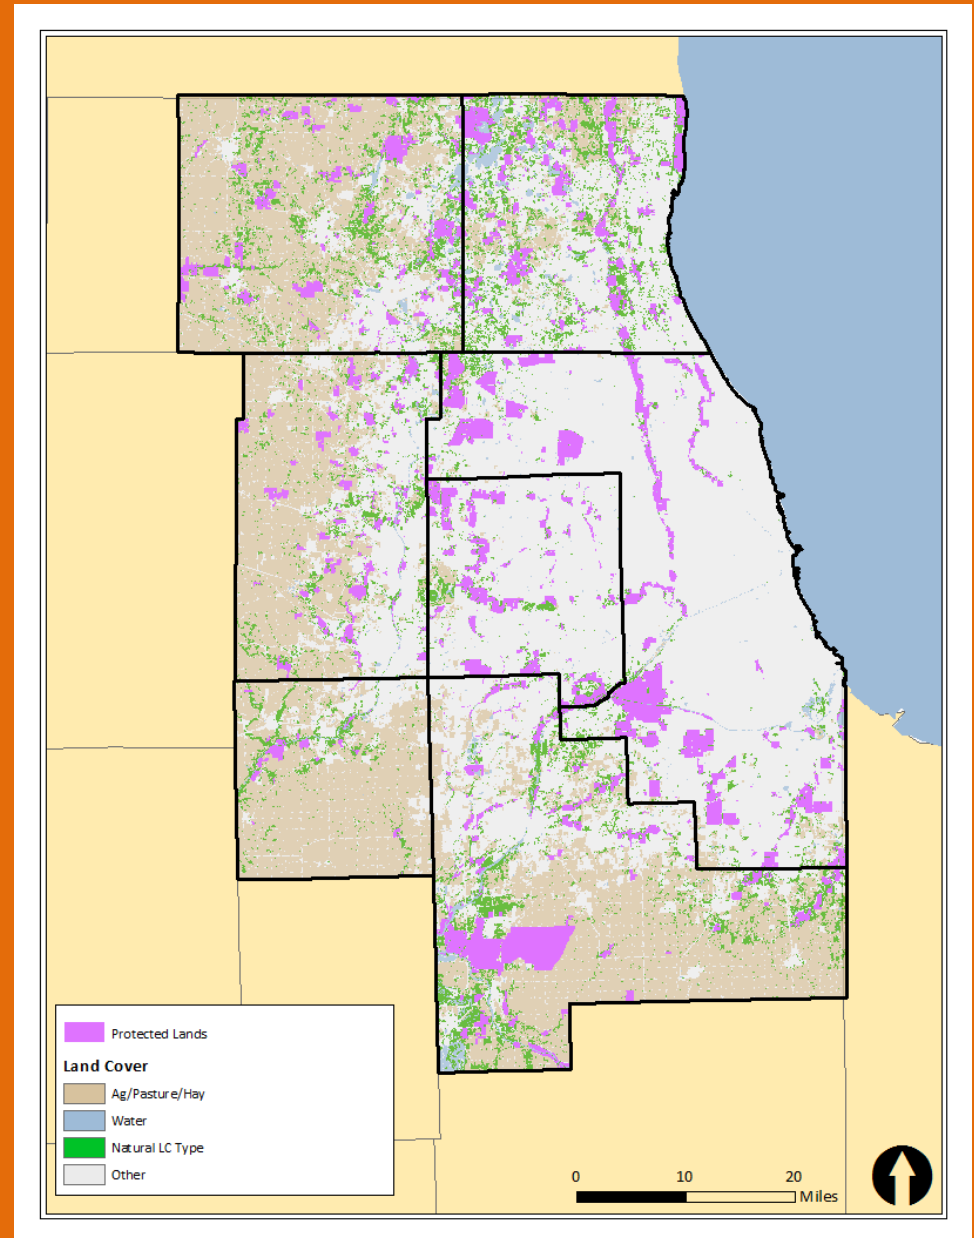 Protected Lands
Land Cover
Ag/Pasture/Hay
Water
Natural LC Type
Other
0 10 20
Miles